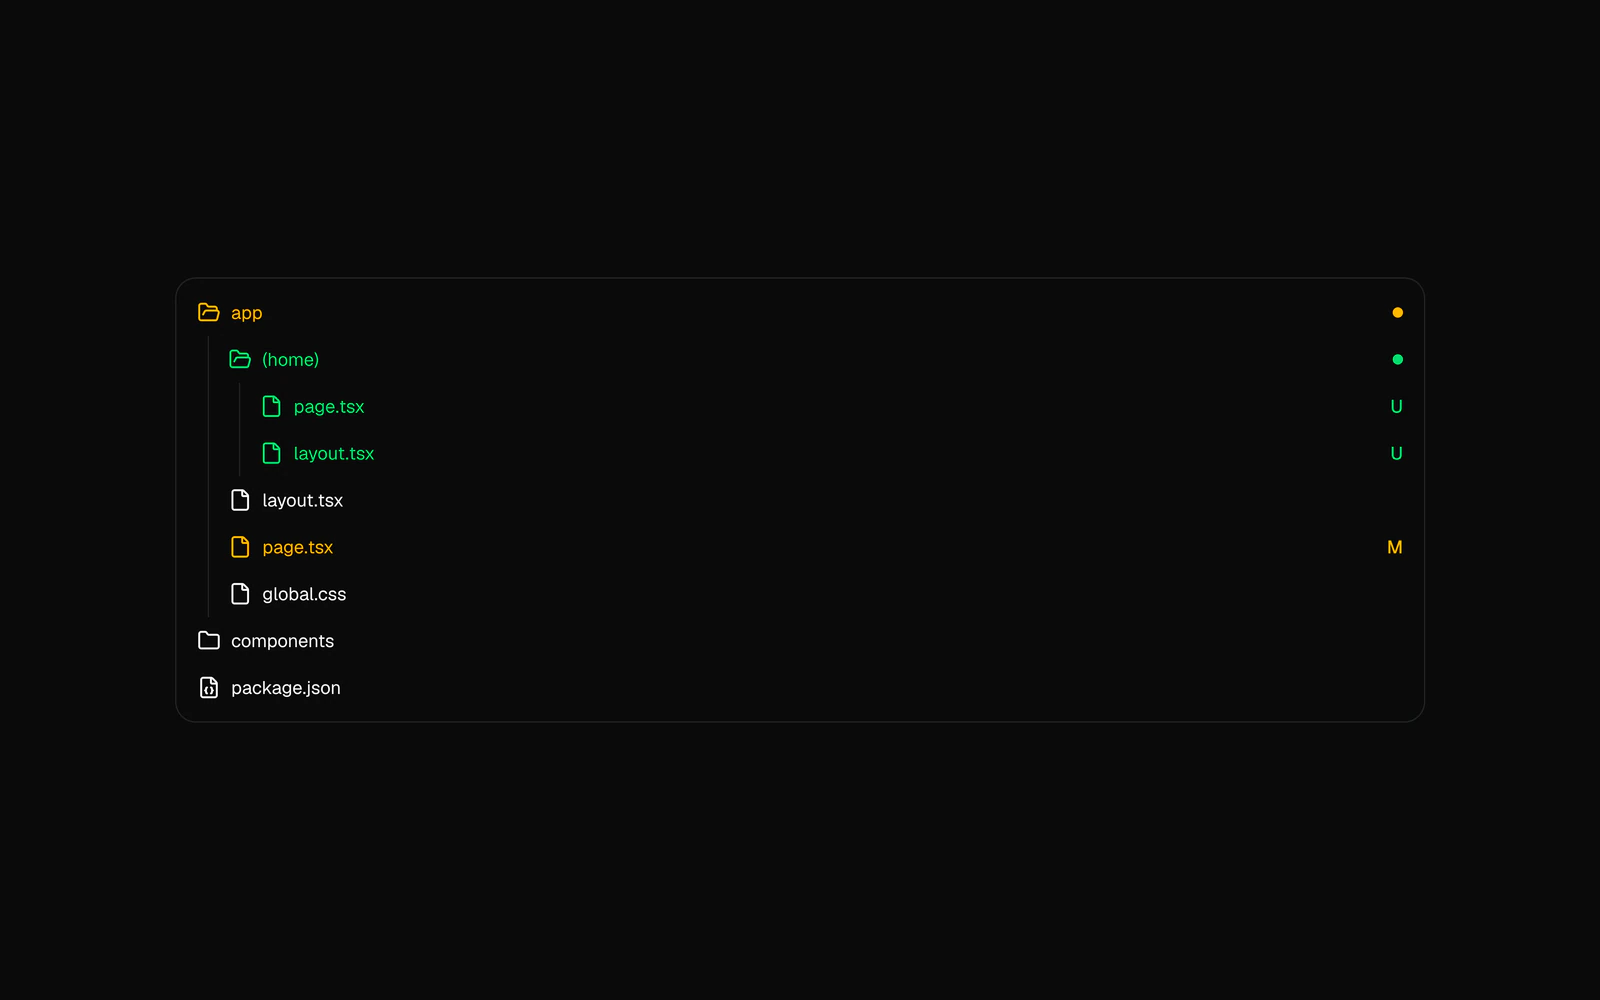 app
(home)
page.tsx U
layout.tsx U
layout.tsx
page.tsx M
global.css
components
package.json